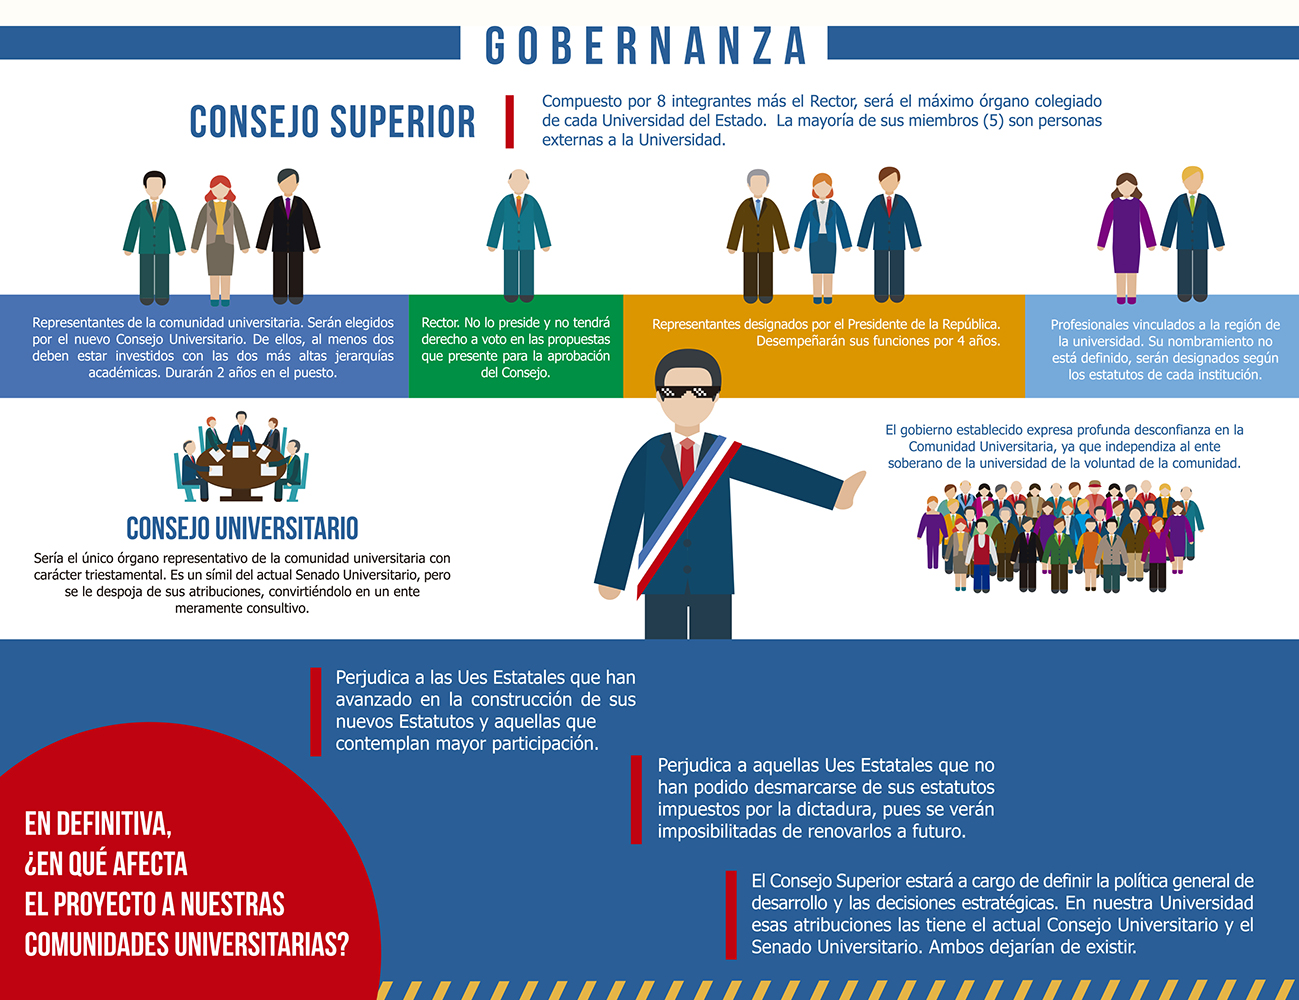 GOBERNANZA
CONSEJO SUPERIOR
Compuesto por 8 integrantes más el Rector, será el máximo órgano colegiado
de cada Universidad del Estado. La mayoría de sus miembros (5) son personas
externas a la Universidad.
Representantes de la comunidad universitaria. Serán elegidos
por el nuevo Consejo Universitario. De ellos, al menos dos
deben estar investidos con las dos más altas jerarquías
académicas. Durarán 2 años en el puesto.
Rector. No lo preside y no tendrá
derecho a voto en las propuestas
que presente para la aprobación
del Consejo.
Representantes designados por el Presidente de la República.
Desempeñarán sus funciones por 4 años.
Profesionales vinculados a la región de
la universidad. Su nombramiento no
está definido, serán designados según
los estatutos de cada institución.
CONSEJO UNIVERSITARIO
Sería el único órgano representativo de la comunidad universitaria con
carácter triestamental. Es un símil del actual Senado Universitario, pero
se le despoja de sus atribuciones, convirtiéndolo en un ente
meramente consultivo.
El gobierno establecido expresa profunda desconfianza en la
Comunidad Universitaria, ya que independiza al ente
soberano de la universidad de la voluntad de la comunidad.
EN DEFINITIVA,
¿EN QUÉ AFECTA
EL PROYECTO A NUESTRAS
COMUNIDADES UNIVERSITARIAS?
Perjudica a las Ues Estatales que han
avanzado en la construcción de sus
nuevos Estatutos y aquellas que
contemplan mayor participación.
Perjudica a aquellas Ues Estatales que no
han podido desmarcarse de sus estatutos
impuestos por la dictadura, pues se verán
imposibilitadas de renovarlos a futuro.
El Consejo Superior estará a cargo de definir la política general de
desarrollo y las decisiones estratégicas. En nuestra Universidad
esas atribuciones las tiene el actual Consejo Universitario y el
Senado Universitario. Ambos dejarían de existir.